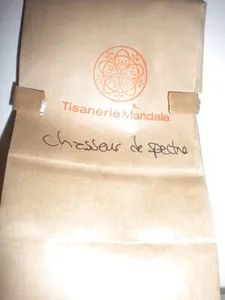 Tisanerie Mandala
chasseur de spectre